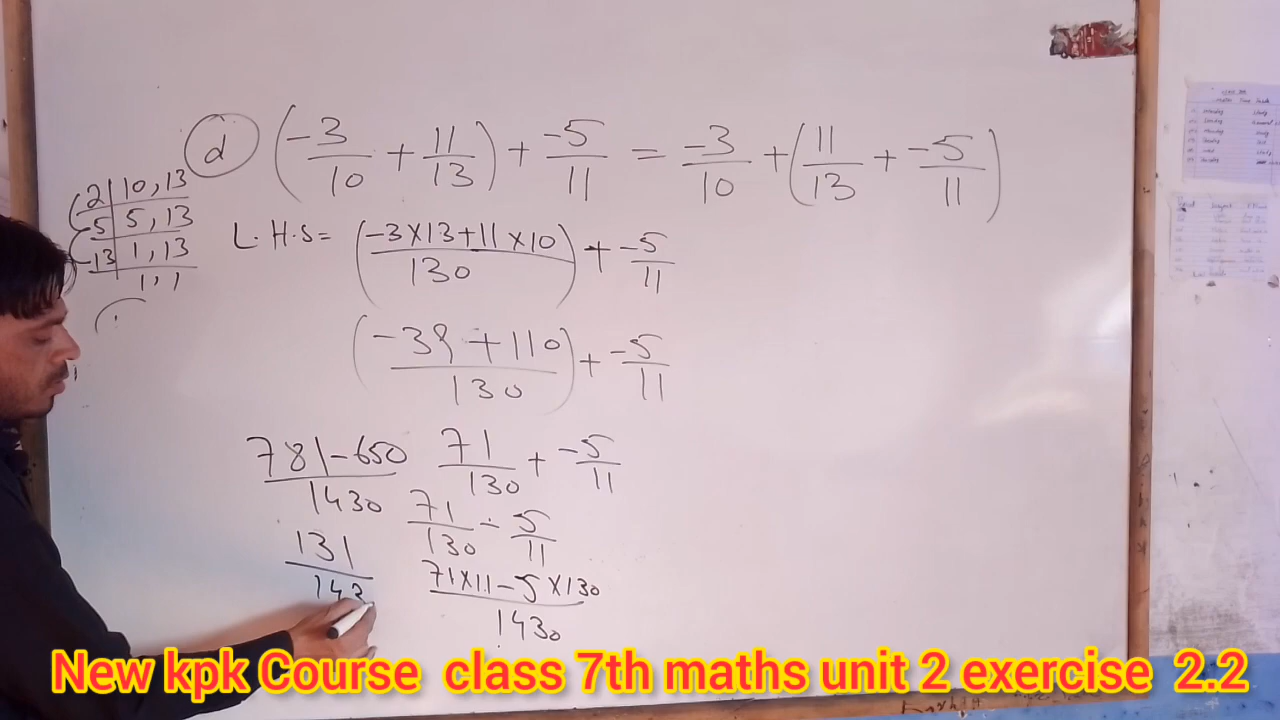 d (-3/10 + 11/13) + -5/11 = -3/10 + (11/13 + -5/11)
2 | 10, 13
5 | 5, 13
13 | 1, 13
1, 1
L.H.S = (-3×13+11×10/130) + -5/11
(-39+110/130) + -5/11
71/130 + -5/11
71/130 - 5/11
71×11-5×130/1430
781-650/1430
131/143
New kpk Course class 7th maths unit 2 exercise 2.2